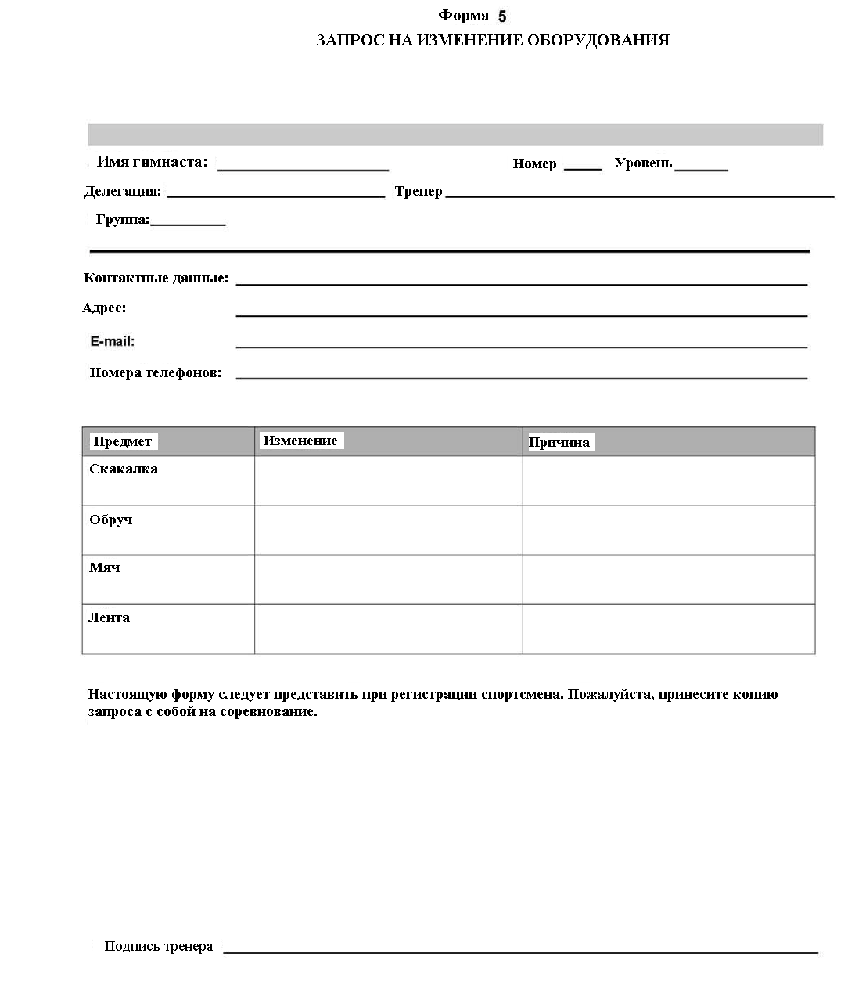 Форма 5
ЗАПРОС НА ИЗМЕНЕНИЕ ОБОРУДОВАНИЯ
Имя гимнаста: Номер Уровень
Делегация: Тренер
Группа:
Контактные данные:
Адрес:
E-mail:
Номера телефонов:
Предмет Изменение Причина
Скакалка
Обруч
Мяч
Лента
Настоящую форму следует представить при регистрации спортсмена. Пожалуйста, принесите копию
запроса с собой на соревнование.
Подпись тренера